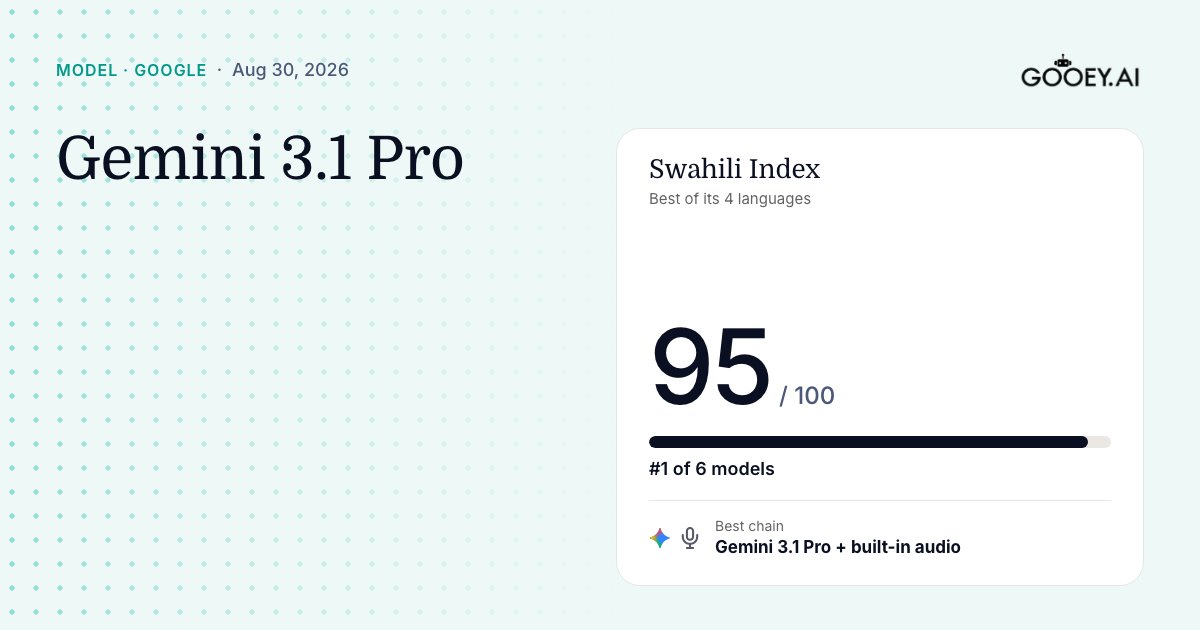 MODEL · GOOGLE · Aug 30, 2026
GOOEY.AI
Gemini 3.1 Pro
Swahili Index
Best of its 4 languages
95 / 100
#1 of 6 models
Best chain
Gemini 3.1 Pro + built-in audio